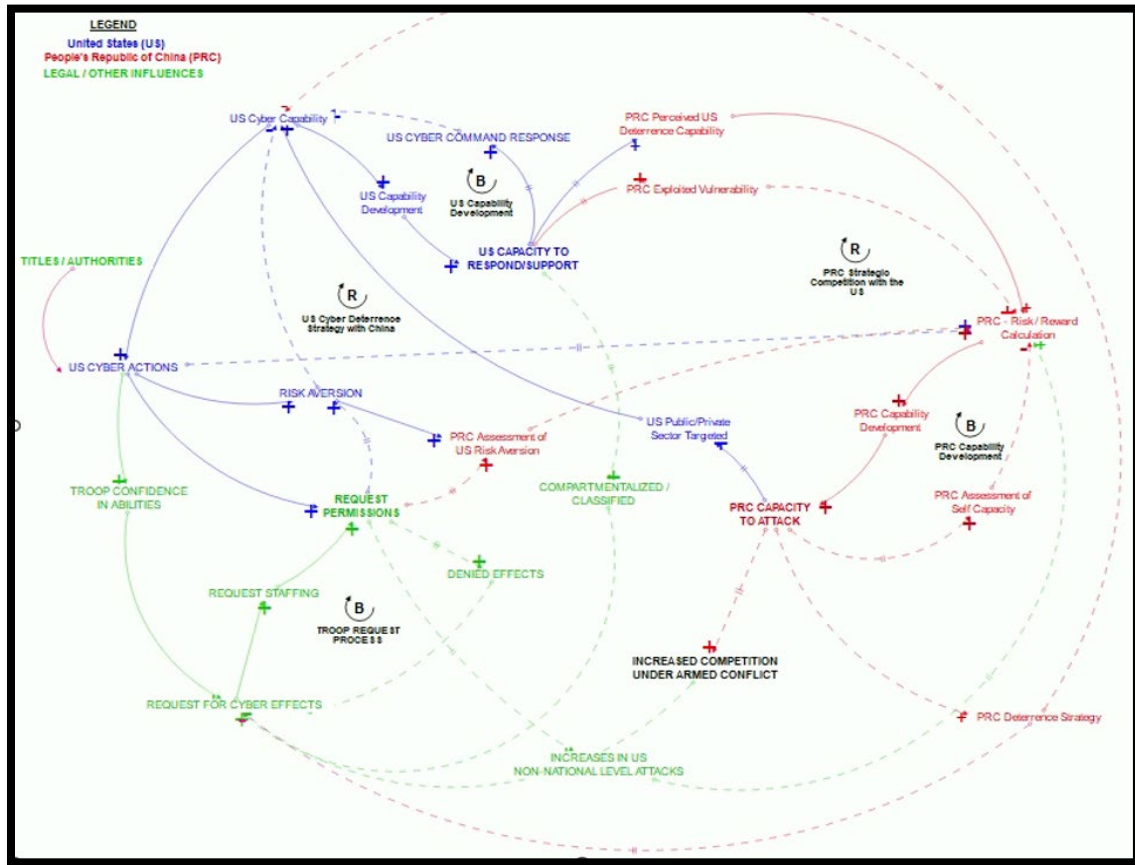 LEGEND
United States (US)
People's Republic of China (PRC)
LEGAL / OTHER INFLUENCES
US Cyber Capability
US CYBER COMMAND RESPONSE
PRC Perceived US
Deterrence Capability
B
US Capability
Development
US Capability
Development
PRC Exploited Vulnerability
US CAPACITY TO
RESPOND/SUPPORT
TITLES / AUTHORITIES
R
US Cyber Deterrence
Strategy with China
R
PRC Strategic
Competition with the
US
PRC - Risk / Reward
Calculation
US CYBER ACTIONS
RISK AVERSION
PRC Assessment of
US Risk Aversion
US Public/Private
Sector Targeted
PRC Capability
Development
B
PRC Capability
Development
TROOP CONFIDENCE
IN ABILITIES
REQUEST
PERMISSIONS
COMPARTMENTALIZED /
CLASSIFIED
PRC CAPACITY
TO ATTACK
PRC Assessment of
Self Capacity
DENIED EFFECTS
REQUEST STAFFING
B
TROOP REQUEST
PROCESS
INCREASED COMPETITION
UNDER ARMED CONFLICT
REQUEST FOR CYBER EFFECTS
PRC Deterrence Strategy
INCREASES IN US
NON-NATIONAL LEVEL ATTACKS